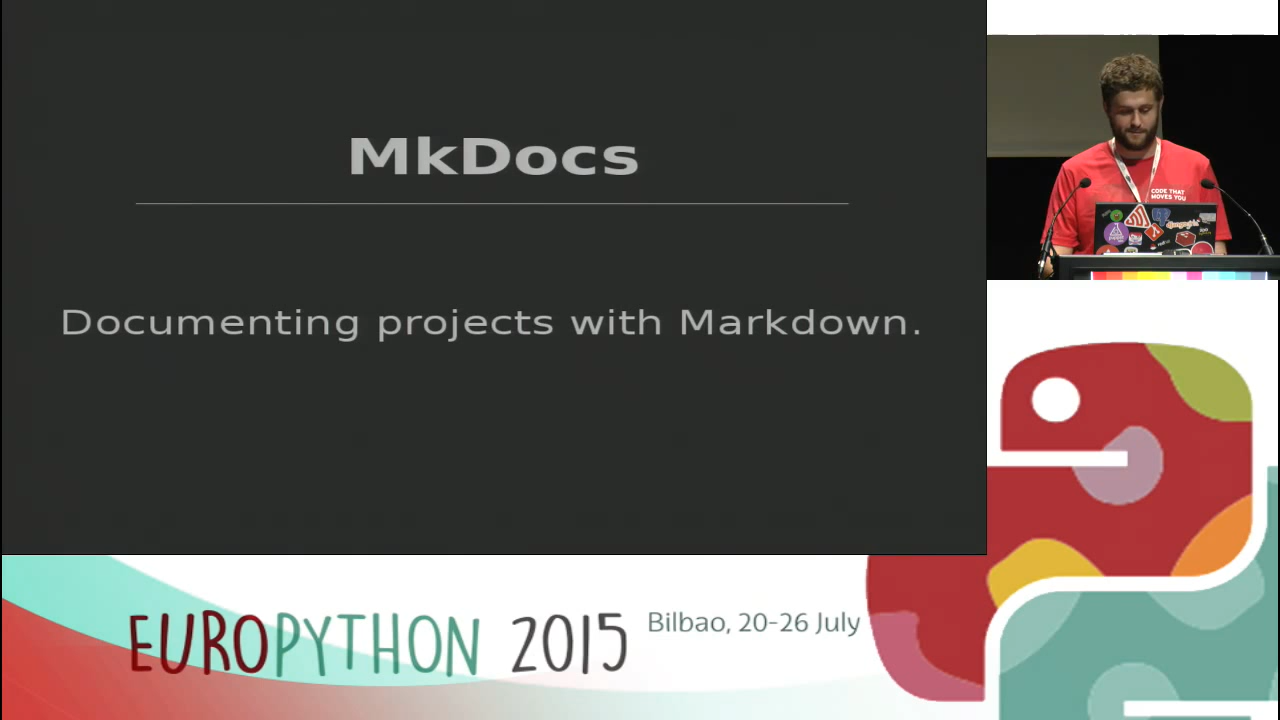 MkDocs
Documenting projects with Markdown.
CODE THAT
MOVES YOU
EUROPYTHON 2015
Bilbao, 20-26 July